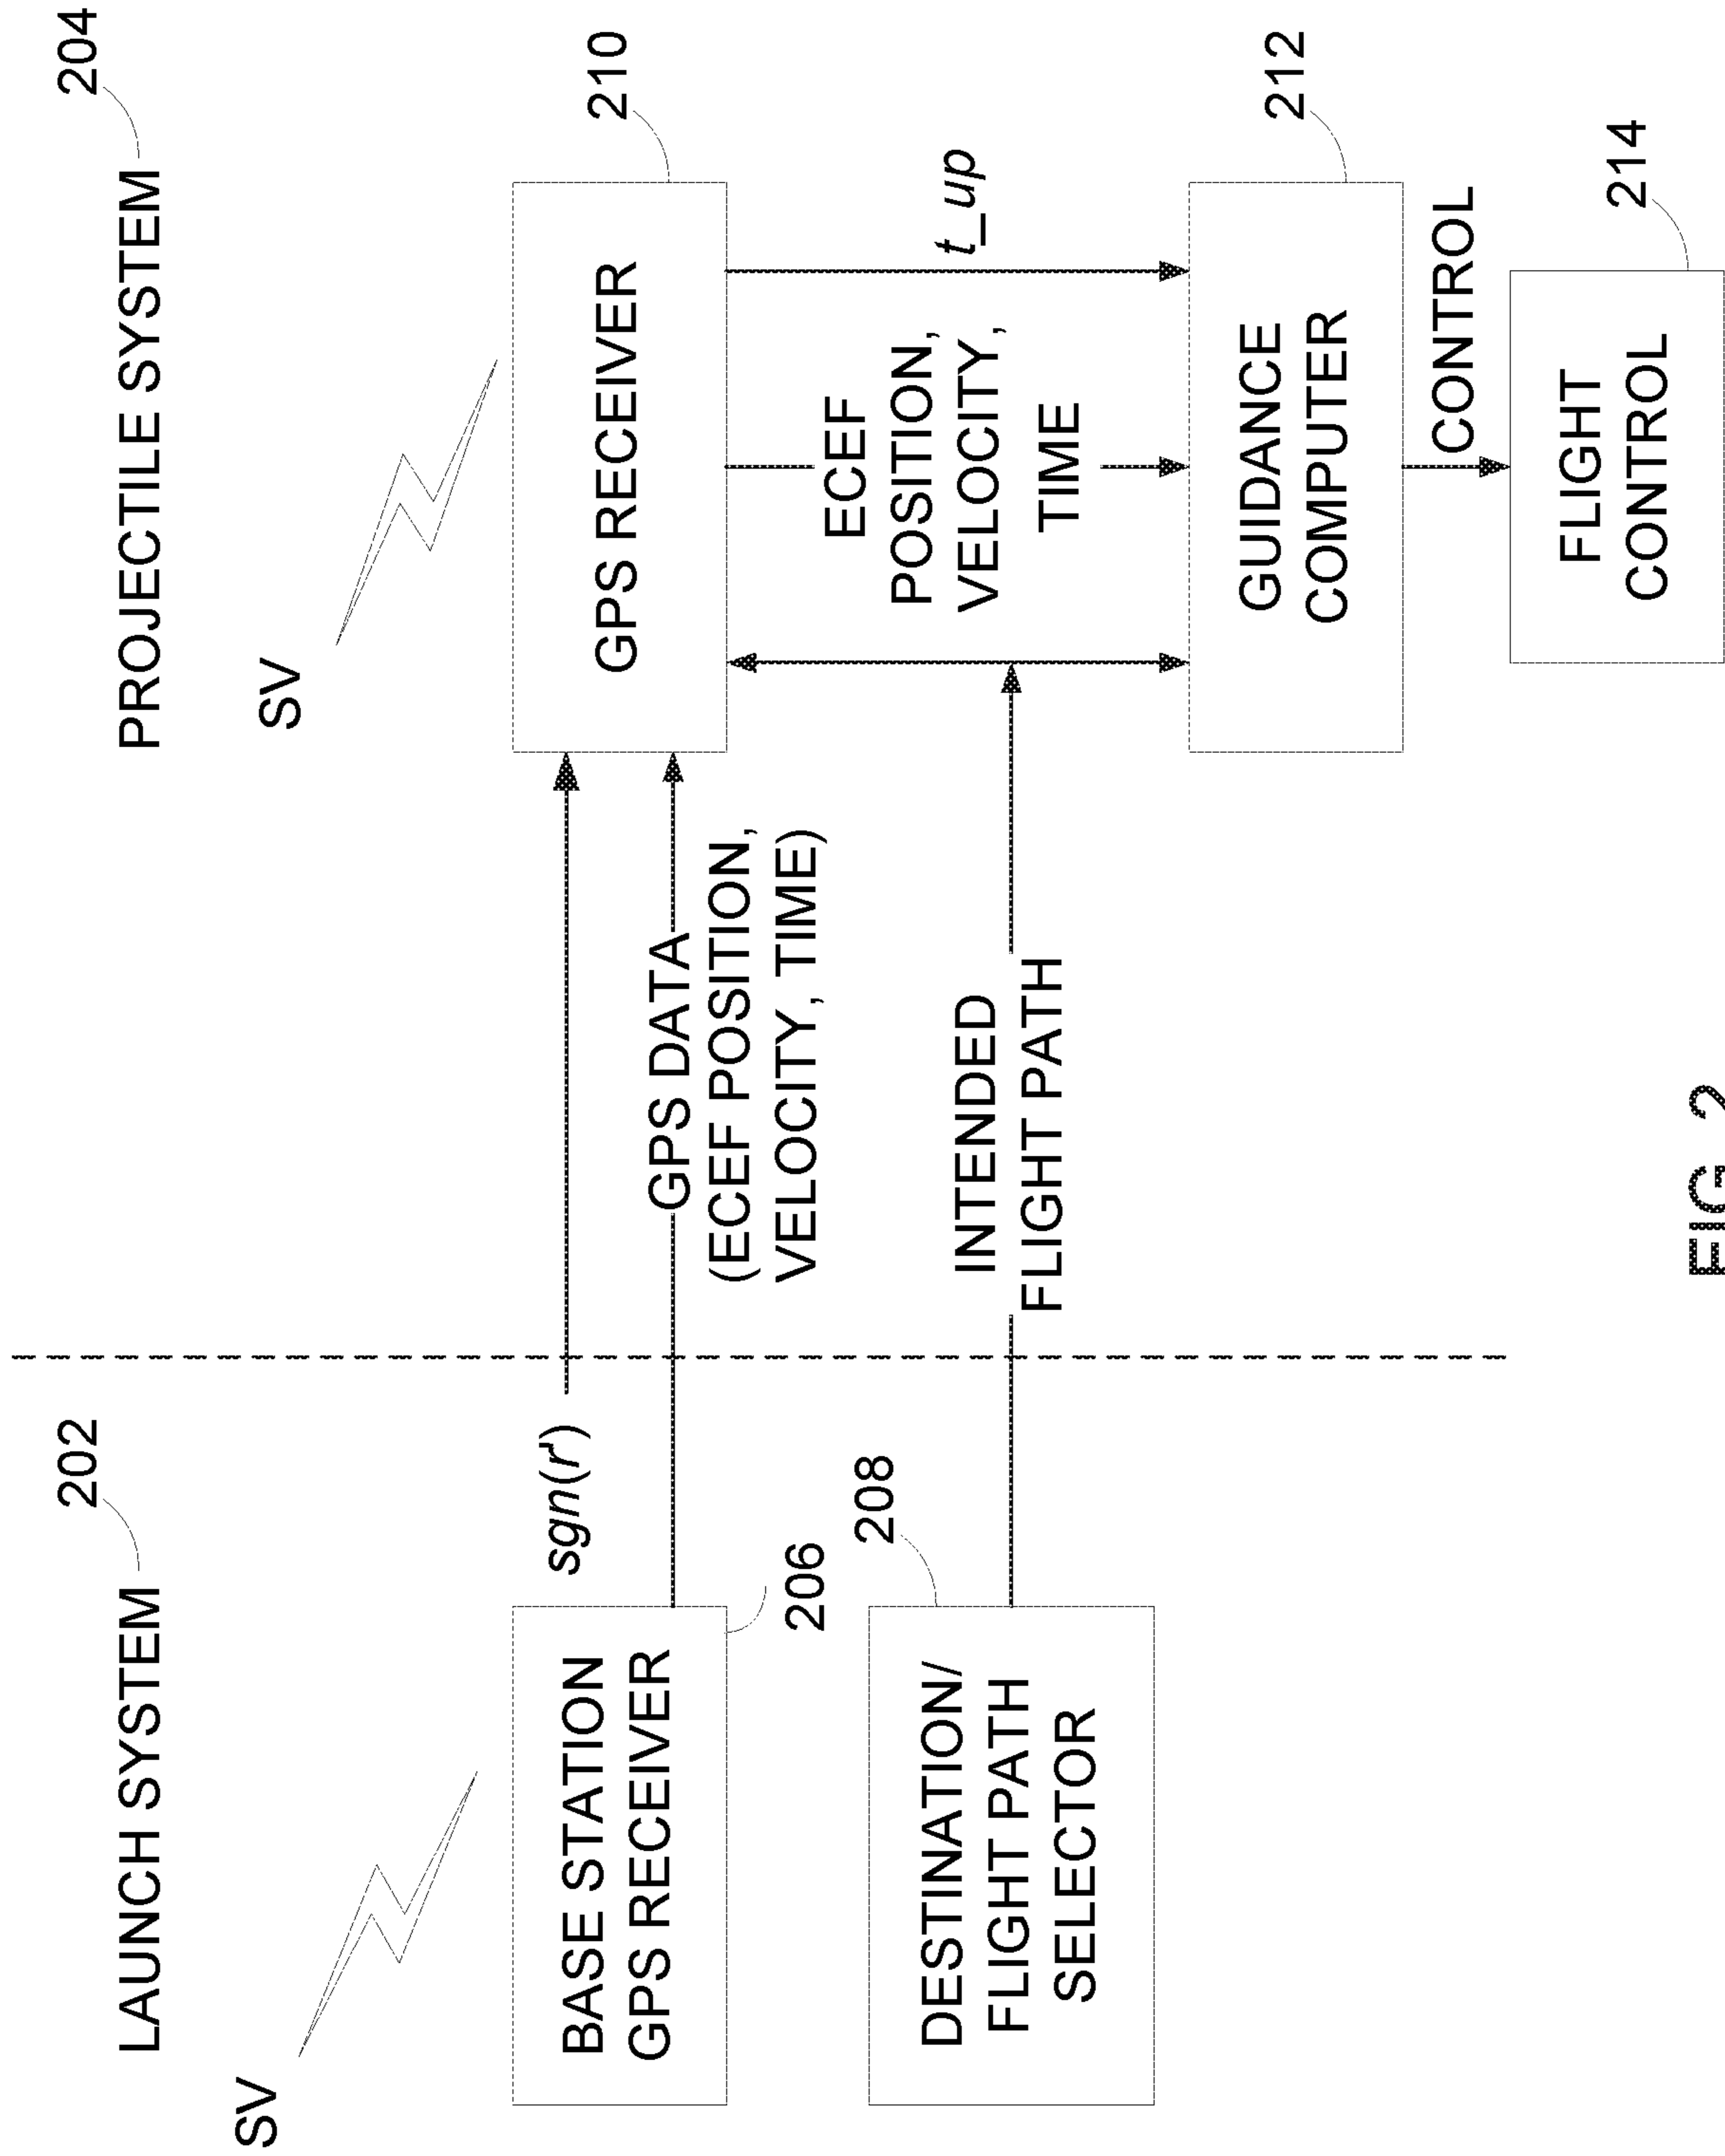 LAUNCH SYSTEM
202
PROJECTILE SYSTEM
204
SV
SV
BASE STATION
GPS RECEIVER
206
sgn(r')
GPS DATA
(ECEF POSITION,
VELOCITY, TIME)
GPS RECEIVER
210
DESTINATION/
FLIGHT PATH
SELECTOR
208
INTENDED
FLIGHT PATH
ECEF
POSITION,
VELOCITY,
TIME
t_up
GUIDANCE
COMPUTER
212
CONTROL
FLIGHT
CONTROL
214
FIG 2